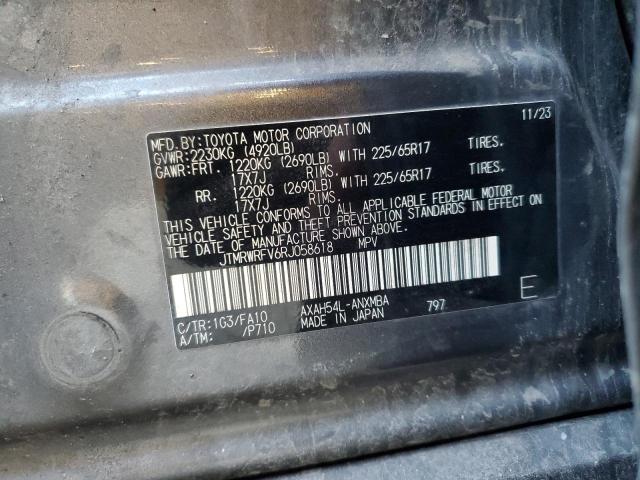 MFD. BY: TOYOTA MOTOR CORPORATION 11/23
GVWR: 2230KG (4920LB)
GAWR: FRT. 1220KG (2690LB) WITH 225/65R17 TIRES.
17X7J RIMS.
RR. 1220KG (2690LB) WITH 225/65R17 TIRES.
17X7J RIMS.
THIS VEHICLE CONFORMS TO ALL APPLICABLE FEDERAL MOTOR
VEHICLE SAFETY AND THEFT PREVENTION STANDARDS IN EFFECT ON
THE DATE OF MANUFACTURE SHOWN ABOVE.
JTMRWRFV6RJ058618 MPV
C/TR: 1G3/FA10 AXAH54L-ANXMBA 797 E
A/TM: /P710 MADE IN JAPAN